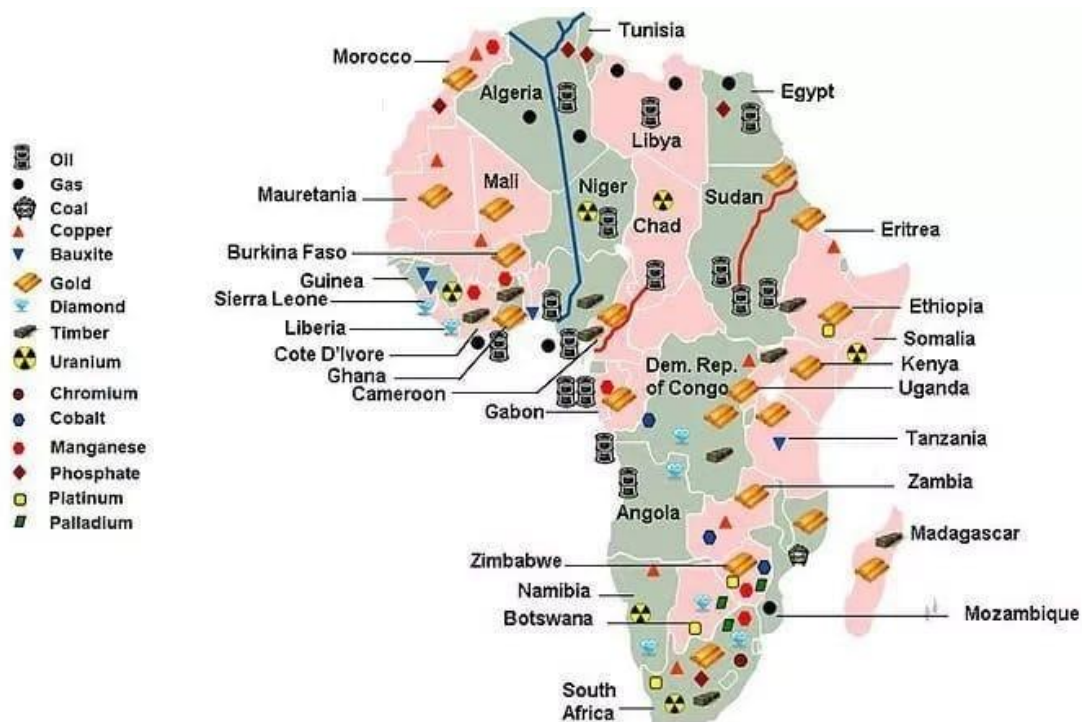 Oil
Gas
Coal
Copper
Bauxite
Gold
Diamond
Timber
Uranium
Chromium
Cobalt
Manganese
Phosphate
Platinum
Palladium
Tunisia
Morocco
Algeria
Egypt
Libya
Mauretania
Mali
Niger
Chad
Sudan
Eritrea
Burkina Faso
Guinea
Sierra Leone
Liberia
Cote D'Ivore
Ghana
Cameroon
Gabon
Ethiopia
Somalia
Kenya
Uganda
Dem. Rep.
of Congo
Tanzania
Zambia
Angola
Madagascar
Zimbabwe
Namibia
Botswana
Mozambique
South
Africa